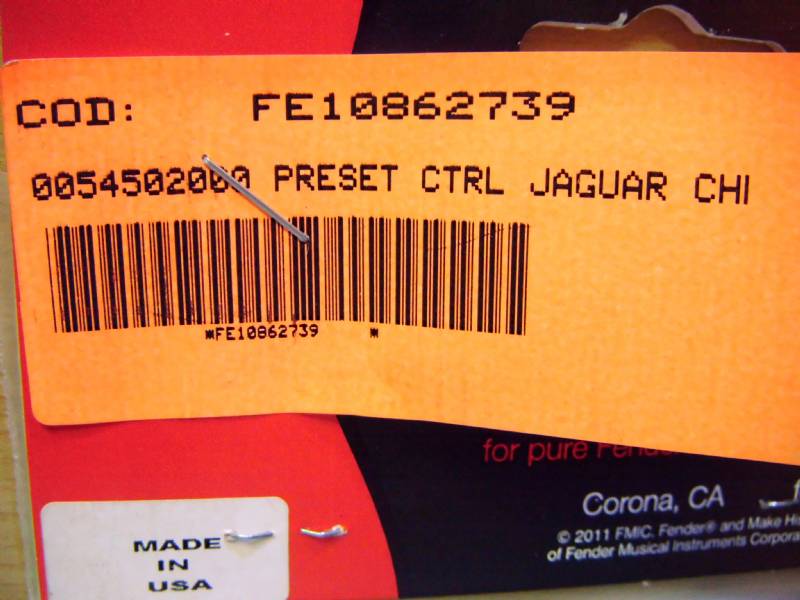 COD: FE10862739
0054502000 PRESET CTRL JAGUAR CHI
*FE10862739 *
for pure
Corona, CA
© 2011 FMIC. Fender® and Make
of Fender Musical Instruments
MADE
IN
USA